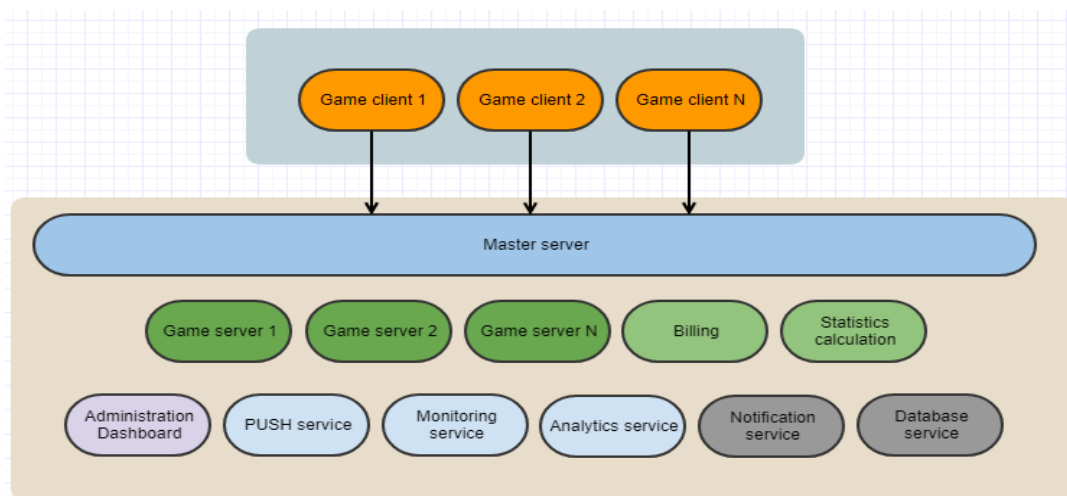 Game client 1
Game client 2
Game client N
Master server
Game server 1
Game server 2
Game server N
Billing
Statistics
calculation
Administration
Dashboard
PUSH service
Monitoring
service
Analytics service
Notification
service
Database
service